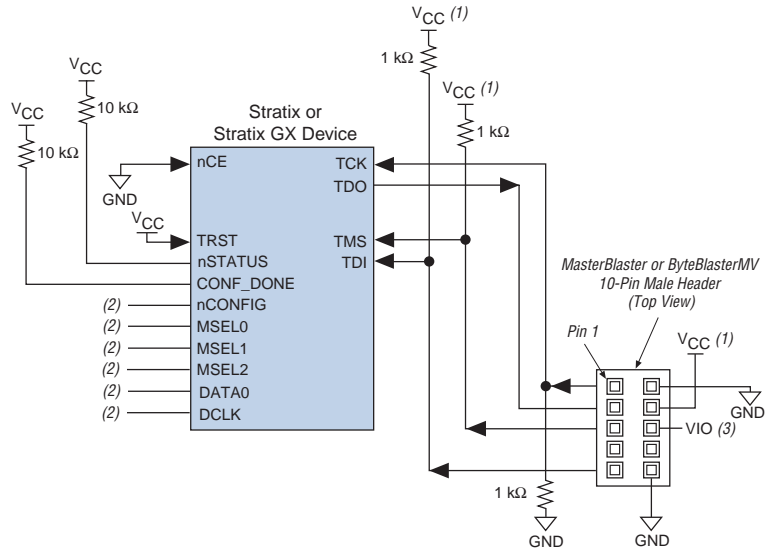 VCC (1)
1 kΩ
VCC (1)
1 kΩ
VCC
10 kΩ
VCC
10 kΩ
Stratix or
Stratix GX Device
nCE
TCK
TDO
GND
VCC
TRST
TMS
nSTATUS
TDI
CONF_DONE
(2) nCONFIG
(2) MSEL0
(2) MSEL1
(2) MSEL2
(2) DATA0
(2) DCLK
MasterBlaster or ByteBlasterMV
10-Pin Male Header
(Top View)
Pin 1
VCC (1)
GND
VIO (3)
1 kΩ
GND
GND